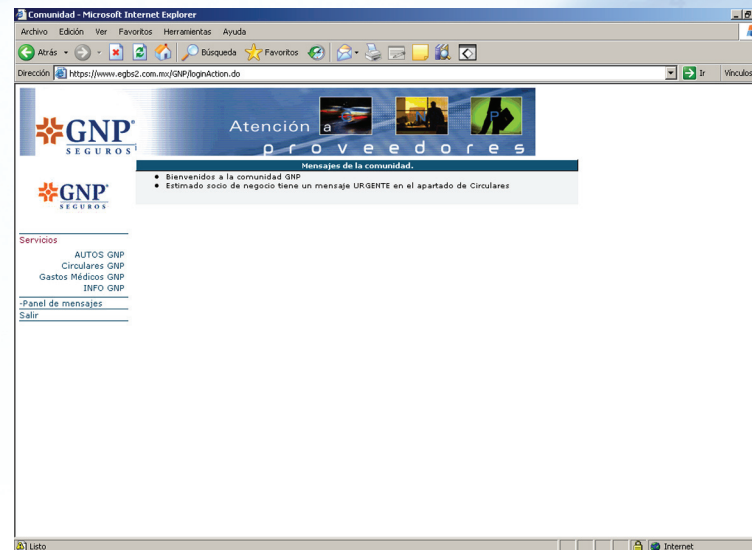 Comunidad - Microsoft Internet Explorer
Archivo Edición Ver Favoritos Herramientas Ayuda
Atrás Búsqueda Favoritos
Dirección https://www.egbs2.com.mx/GNP/loginAction.do Ir Vínculos
GNP
SEGUROS
Atención a
G N P
proveedores
Mensajes de la comunidad.
Bienvenidos a la comunidad GNP
Estimado socio de negocio tiene un mensaje URGENTE en el apartado de Circulares
GNP
SEGUROS
Servicios
AUTOS GNP
Circulares GNP
Gastos Médicos GNP
INFO GNP
-Panel de mensajes
Salir
Listo Internet